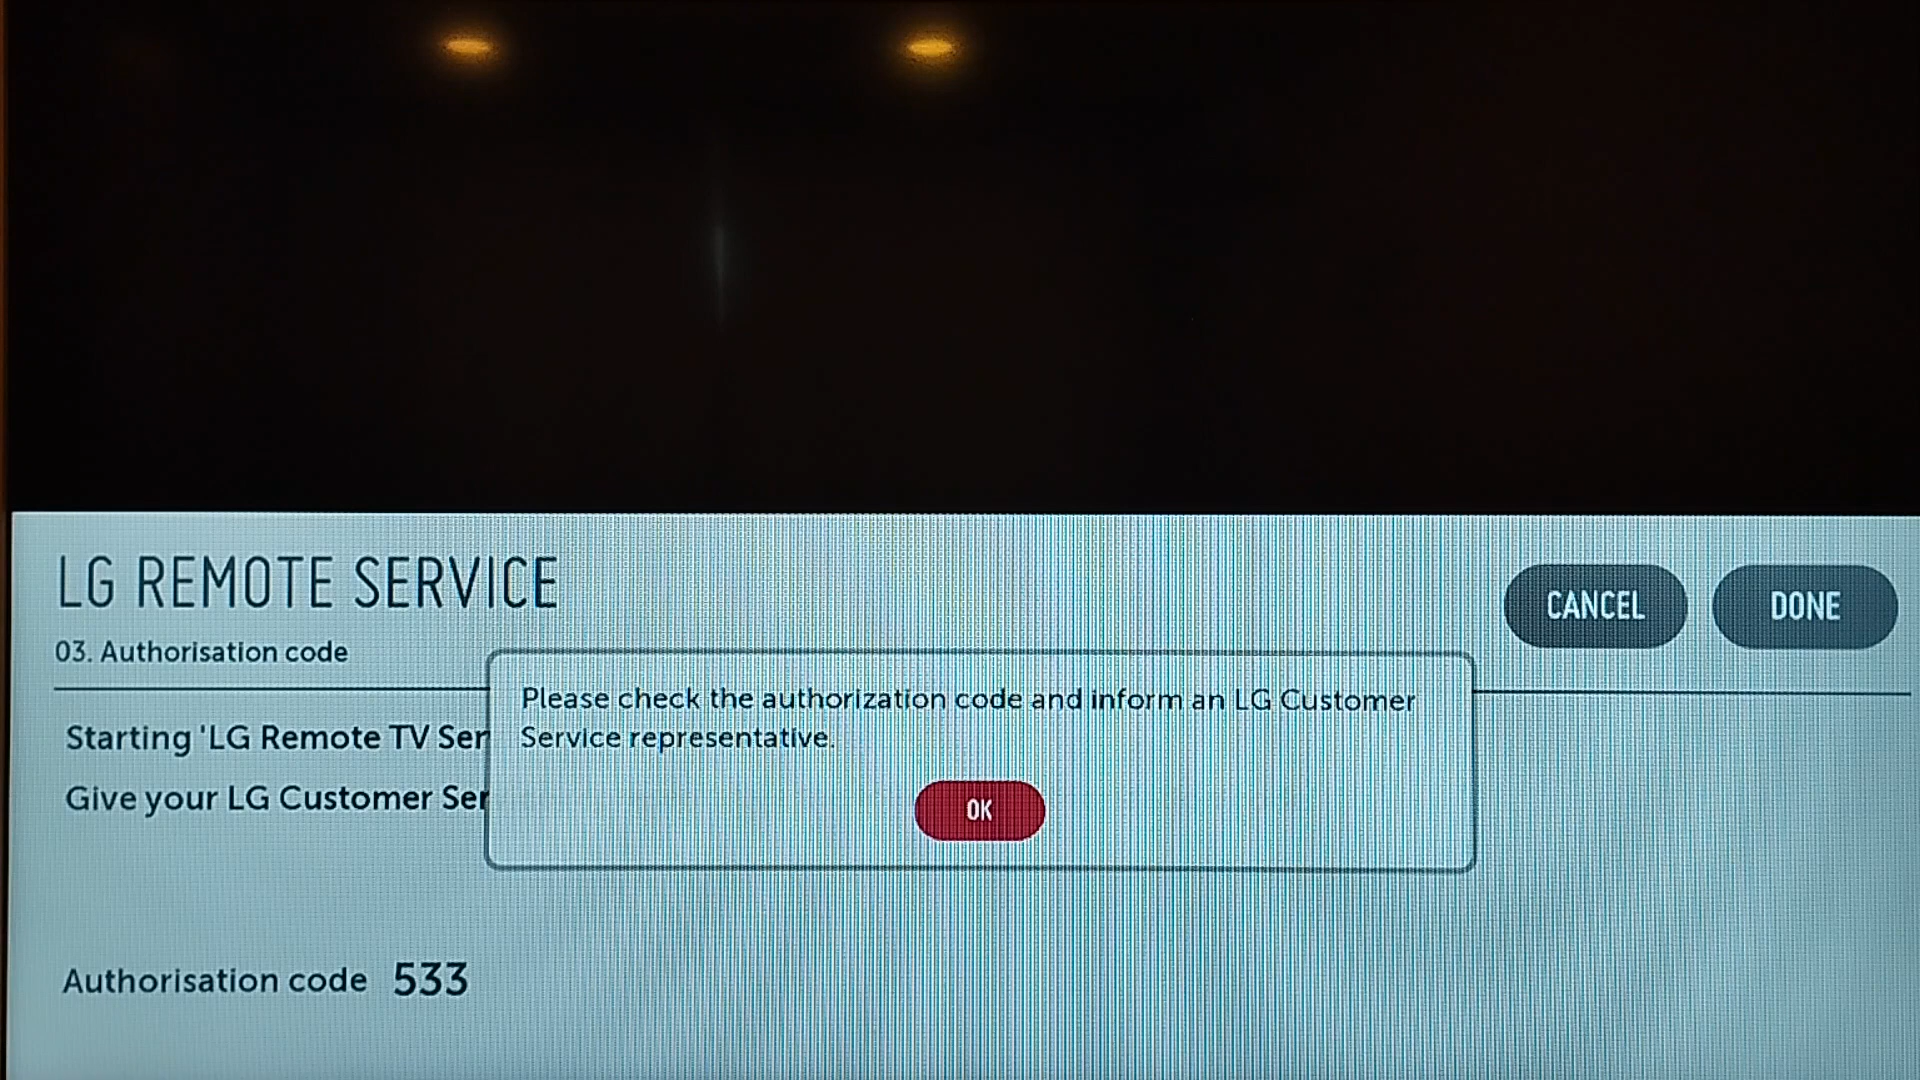 LG REMOTE SERVICE
CANCEL
DONE
03. Authorisation code
Starting 'LG Remote TV Ser
Give your LG Customer Ser
Please check the authorization code and inform an LG Customer
Service representative.
OK
Authorisation code 533